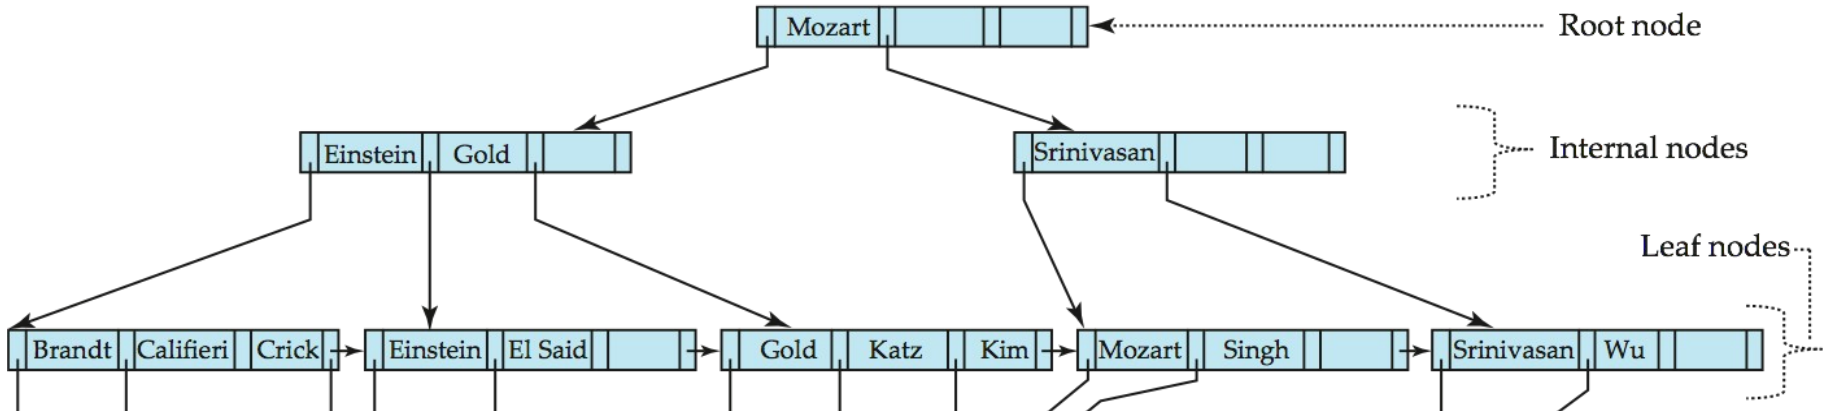 Mozart
Root node
Einstein Gold
Srinivasan
Internal nodes
Leaf nodes
Brandt Califieri Crick
Einstein El Said
Gold Katz Kim
Mozart Singh
Srinivasan Wu